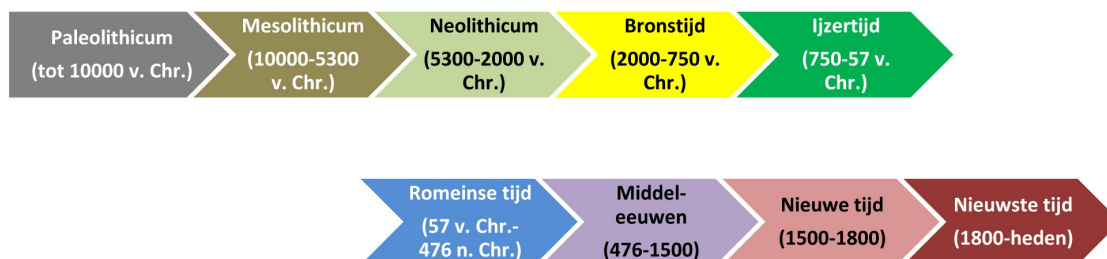 Paleolithicum
(tot 10000 v. Chr.)
Mesolithicum
(10000-5300
v. Chr.)
Neolithicum
(5300-2000 v.
Chr.)
Bronstijd
(2000-750 v.
Chr.)
Ijzertijd
(750-57 v.
Chr.)
Romeinse tijd
(57 v. Chr.-
476 n. Chr.)
Middel-
eeuwen
(476-1500)
Nieuwe tijd
(1500-1800)
Nieuwste tijd
(1800-heden)